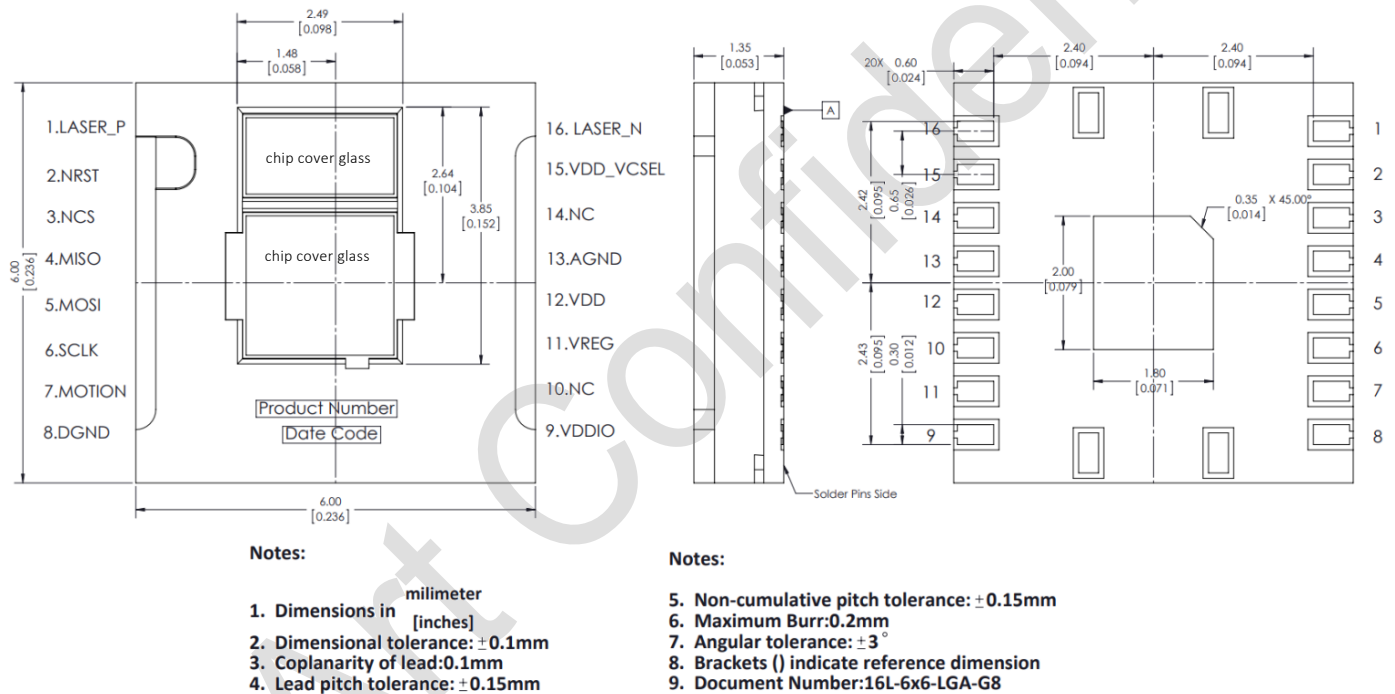 2.49
[0.098]
1.48
[0.058]
1.LASER_P
2.NRST
3.NCS
4.MISO
5.MOSI
6.SCLK
7.MOTION
8.DGND
6.00
[0.236]
chip cover glass
chip cover glass
2.64
[0.104]
3.85
[0.152]
Product Number
Date Code
16. LASER_N
15.VDD_VCSEL
14.NC
13.AGND
12.VDD
11.VREG
10.NC
9.VDDIO
6.00
[0.236]
1.35
[0.053]
A
Solder Pins Side
20X 0.60
[0.024]
2.40
[0.094]
2.40
[0.094]
2.42
[0.095]
0.65
[0.026]
2.43
[0.095]
0.30
[0.012]
16
15
14
13
12
10
11
9
0.35 X 45.00°
[0.014]
2.00
[0.079]
1.80
[0.071]
1
2
3
4
5
6
7
8
Notes:
1. Dimensions in milimeter
[inches]
2. Dimensional tolerance: ±0.1mm
3. Coplanarity of lead:0.1mm
4. Lead pitch tolerance: ±0.15mm
Notes:
5. Non-cumulative pitch tolerance: ±0.15mm
6. Maximum Burr:0.2mm
7. Angular tolerance: ±3°
8. Brackets () indicate reference dimension
9. Document Number:16L-6x6-LGA-G8
Art Confiden